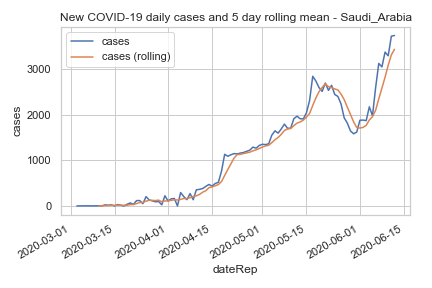 New COVID-19 daily cases and 5 day rolling mean - Saudi_Arabia
cases
cases (rolling)
3000
2000
1000
0
cases
2020-03-01
2020-03-15
2020-04-01
2020-04-15
2020-05-01
2020-05-15
2020-06-01
2020-06-15
dateRep